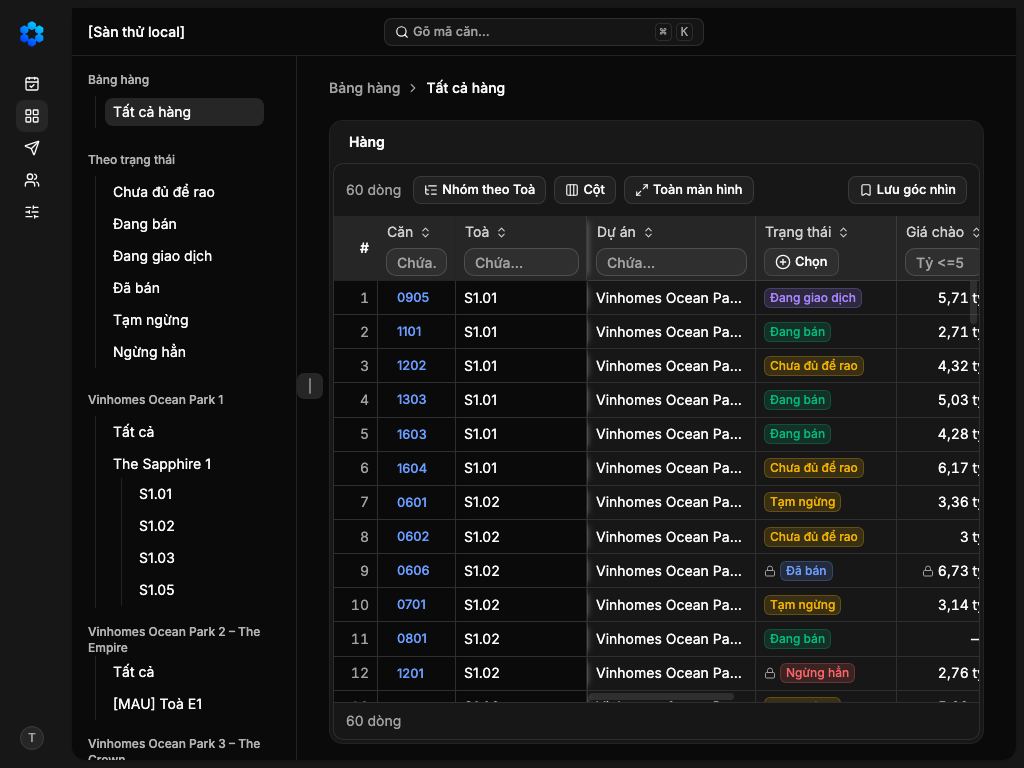 [Sàn thử local]
Gõ mã căn...
⌘ K
Bảng hàng
Tất cả hàng
Theo trạng thái
Chưa đủ để rao
Đang bán
Đang giao dịch
Đã bán
Tạm ngừng
Ngừng hẳn
Vinhomes Ocean Park 1
Tất cả
The Sapphire 1
S1.01
S1.02
S1.03
S1.05
Vinhomes Ocean Park 2 – The
Empire
Tất cả
[MAU] Toà E1
Vinhomes Ocean Park 3 – The
Crown
T
Bảng hàng > Tất cả hàng
Hàng
60 dòng Nhóm theo Toà Cột Toàn màn hình Lưu góc nhìn
# Căn Toà Dự án Trạng thái Giá chào
Chứa. Chứa... Chứa... Chọn Tỷ <=5
1 0905 S1.01 Vinhomes Ocean Pa... Đang giao dịch 5,71 tỷ
2 1101 S1.01 Vinhomes Ocean Pa... Đang bán 2,71 tỷ
3 1202 S1.01 Vinhomes Ocean Pa... Chưa đủ để rao 4,32 tỷ
4 1303 S1.01 Vinhomes Ocean Pa... Đang bán 5,03 tỷ
5 1603 S1.01 Vinhomes Ocean Pa... Đang bán 4,28 tỷ
6 1604 S1.01 Vinhomes Ocean Pa... Chưa đủ để rao 6,17 tỷ
7 0601 S1.02 Vinhomes Ocean Pa... Tạm ngừng 3,36 tỷ
8 0602 S1.02 Vinhomes Ocean Pa... Chưa đủ để rao 3 tỷ
9 0606 S1.02 Vinhomes Ocean Pa... Đã bán 6,73 tỷ
10 0701 S1.02 Vinhomes Ocean Pa... Tạm ngừng 3,14 tỷ
11 0801 S1.02 Vinhomes Ocean Pa... Đang bán –
12 1201 S1.02 Vinhomes Ocean Pa... Ngừng hẳn 2,76 tỷ
60 dòng